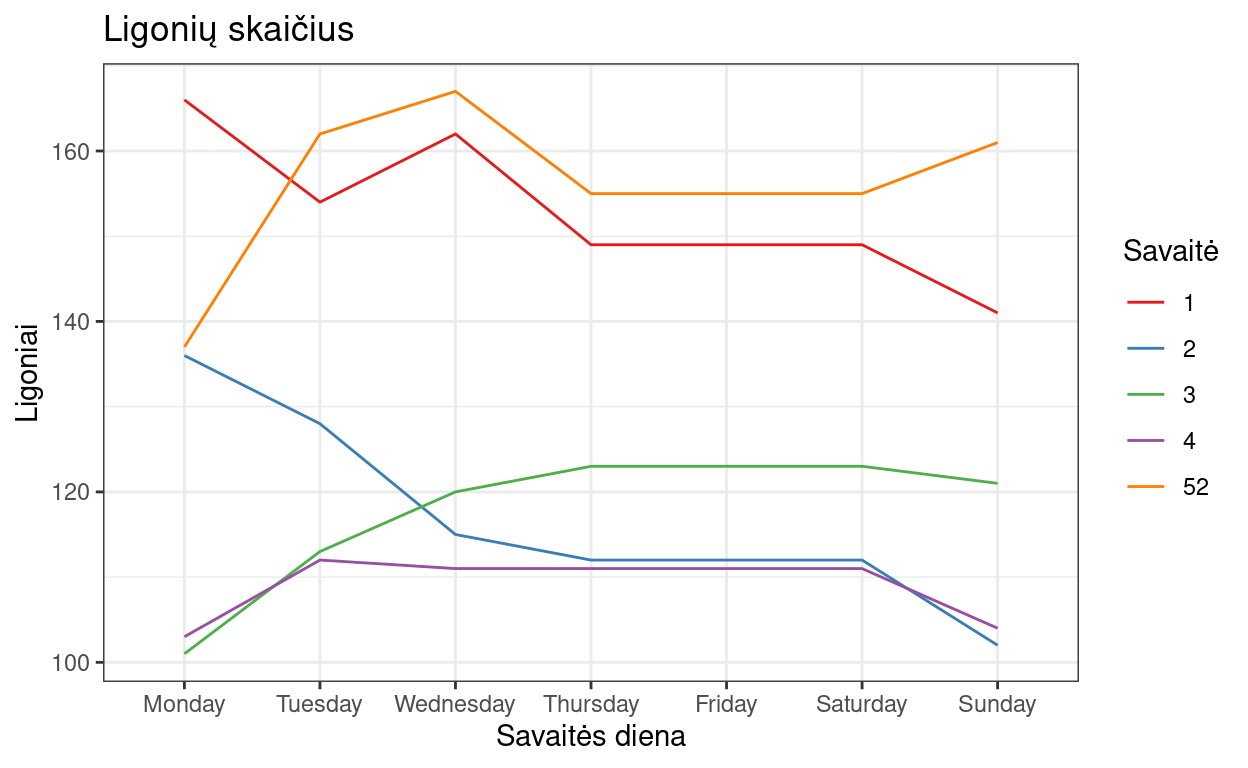 Ligonių skaičius
Ligoniai
160
140
120
100
Monday Tuesday Wednesday Thursday Friday Saturday Sunday
Savaitės diena
Savaitė
1
2
3
4
52